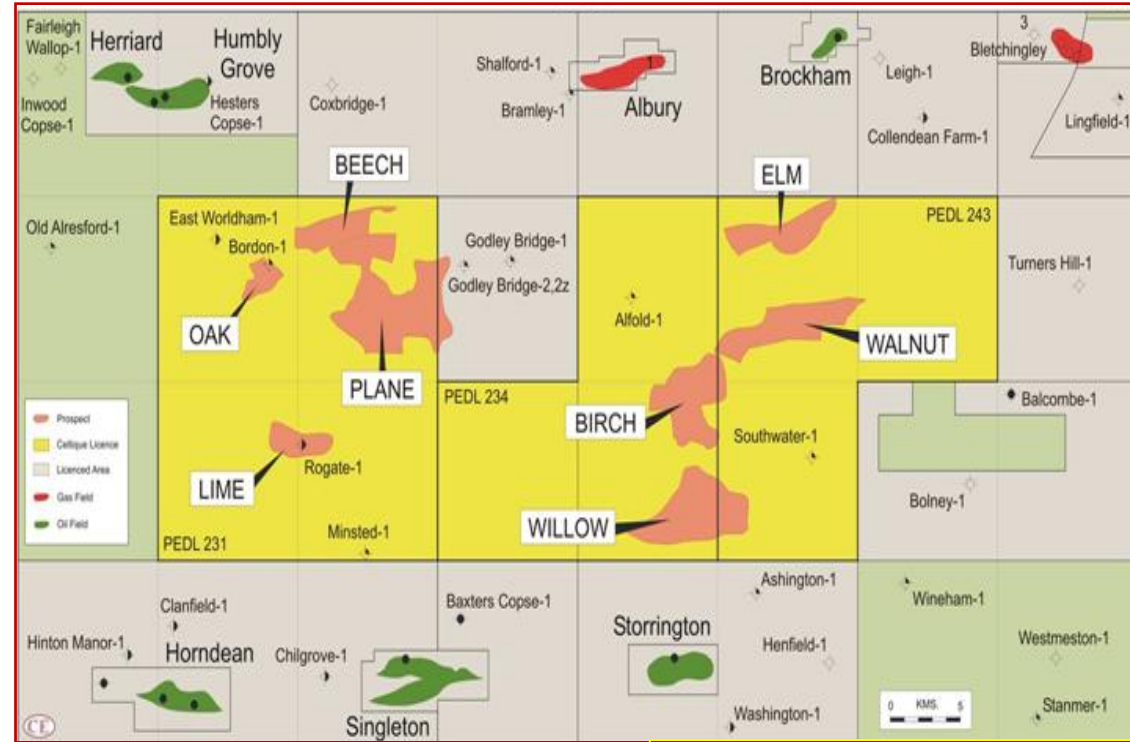 Fairleigh
Wallop-1
Herriard
Humbly
Grove
Inwood
Copse-1
Hesters
Copse-1
Coxbridge-1
Shalford-1
Bramley-1
1
Albury
Brockham
Leigh-1
Collendean Farm-1
3
Bletchingley
Lingfield-1
BEECH
ELM
PEDL 243
Old Alresford-1
East Worldham-1
Bordon-1
Godley Bridge-1
Godley Bridge-2,2z
Turners Hill-1
Alfold-1
OAK
WALNUT
PLANE
PEDL 234
BIRCH
Balcombe-1
Prospect
Celtique Licence
Licenced Area
Gas Field
Oil Field
Southwater-1
Rogate-1
LIME
Bolney-1
WILLOW
Minsted-1
PEDL 231
Clanfield-1
Baxters Copse-1
Ashington-1
Wineham-1
Hinton Manor-1
Horndean
Chilgrove-1
Storrington
Henfield-1
Westmeston-1
Singleton
Washington-1
0 KMS. 5
Stanmer-1
CE